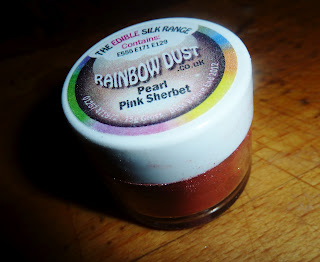 THE EDIBLE SILK RANGE
Contains:
E555 E171 E129
RAINBOW DUST
.CO.UK
Pearl
Pink Sherbet